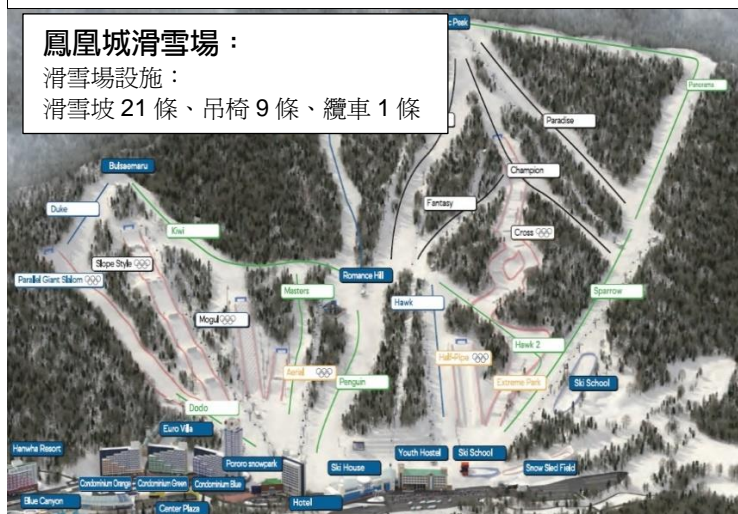 鳳凰城滑雪場：
滑雪場設施：
滑雪坡 21 條、吊椅 9 條、纜車 1 條
Peek
Panorama
Paradise
Bulsaemaru
Champion
Duke
Fantasy
Kiwi
Cross
Slope Style
Parallel Giant Slalom
Romance Hill
Masters
Sparrow
Hawk
Mogul
Hawk 2
Half-Pipe
Aerial
Penguin
Extreme Park
Ski School
Dodo
Euro Villa
Hanwha Resort
Pororo snowpark
Ski House
Youth Hostel
Ski School
Snow Sled Field
Condominium Orange
Condominium Green
Condominium Blue
Blue Canyon
Center Plaza
Hotel